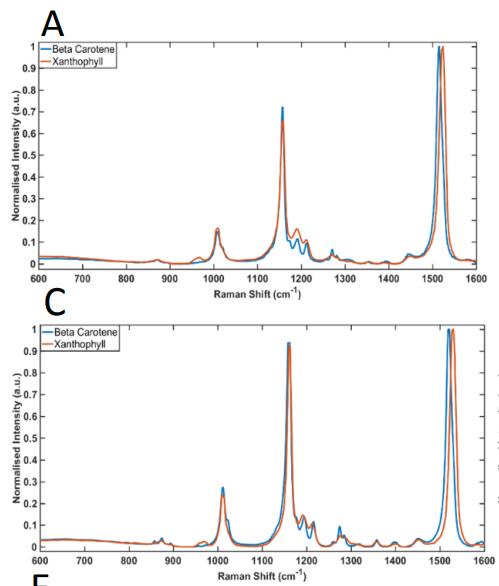 A
Normalised Intensity (a.u.)
1
0.9
0.8
0.7
0.6
0.5
0.4
0.3
0.2
0.1
0
Beta Carotene
Xanthophyll
600 700 800 900 1000 1100 1200 1300 1400 1500 1600
Raman Shift (cm-1)
C
Normalised Intensity (a.u.)
1
0.9
0.8
0.7
0.6
0.5
0.4
0.3
0.2
0.1
0
Beta Carotene
Xanthophyll
600 700 800 900 1000 1100 1200 1300 1400 1500 1600
Raman Shift (cm-1)